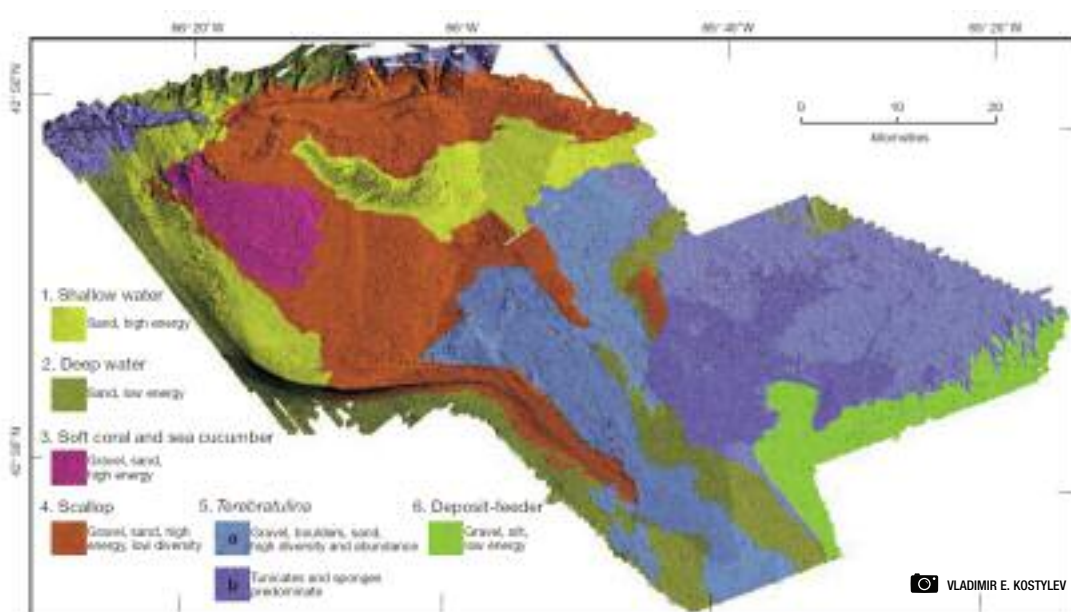 66°20'W
66°W
65°40'W
65°20'W
0 10 20
Kilometres
1. Shallow water
Sand, high energy
2. Deep water
Sand, low energy
3. Soft coral and sea cucumber
Gravel, sand,
high energy
4. Scallop
Gravel, sand, high
energy, low diversity
5. Terebratulina
a
Gravel, boulders, sand,
high diversity and abundance
b
Tunicates and sponges
predominate
6. Deposit-feeder
Gravel, silt,
low energy
VLADIMIR E. KOSTYLEV